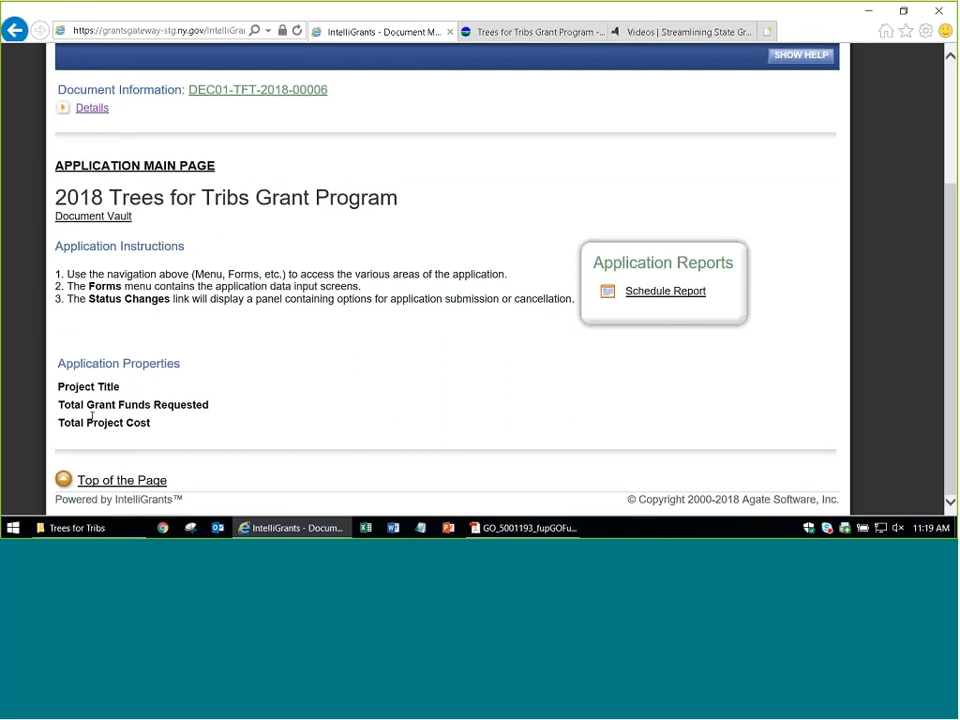 https://grantsgateway-stg.ny.gov/IntelliGra
IntelliGrants - Document M...
Trees for Tribs Grant Program -...
Videos | Streamlining State Gr...
SHOW HELP
Document Information: DEC01-TFT-2018-00006
Details
APPLICATION MAIN PAGE
2018 Trees for Tribs Grant Program
Document Vault
Application Instructions
1. Use the navigation above (Menu, Forms, etc.) to access the various areas of the application.
2. The Forms menu contains the application data input screens.
3. The Status Changes link will display a panel containing options for application submission or cancellation.
Application Reports
Schedule Report
Application Properties
Project Title
Total Grant Funds Requested
Total Project Cost
Top of the Page
Powered by IntelliGrants™
© Copyright 2000-2018 Agate Software, Inc.
Trees for Tribs
IntelliGrants - Docum...
GO_5001193_fupGOFu...
11:19 AM